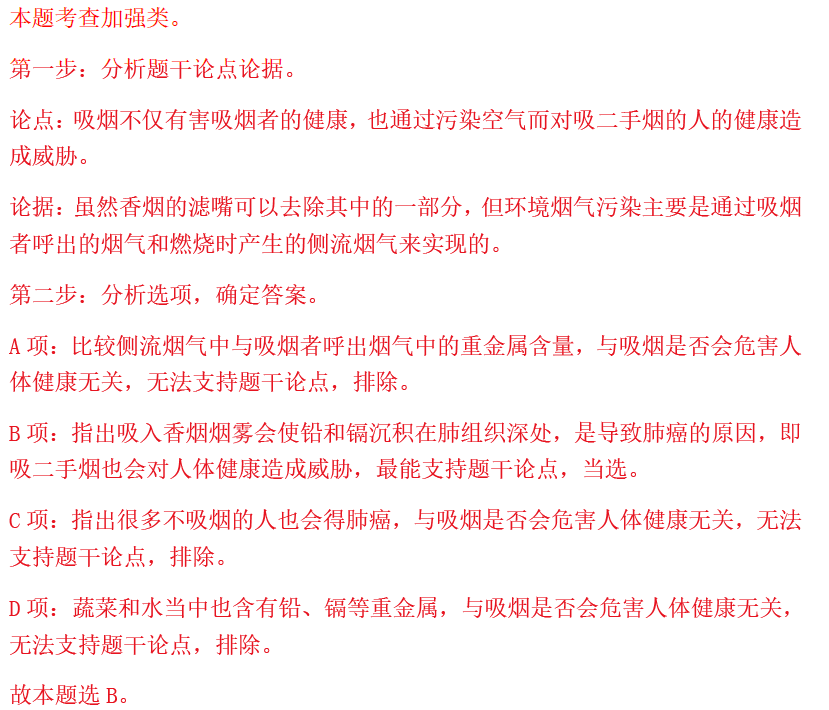 本题考查加强类。
第一步：分析题干论点论据。
论点：吸烟不仅有害吸烟者的健康，也通过污染空气而对吸二手烟的人的健康造
成威胁。
论据：虽然香烟的滤嘴可以去除其中的一部分，但环境烟气污染主要是通过吸烟
者呼出的烟气和燃烧时产生的侧流烟气来实现的。
第二步：分析选项，确定答案。
A 项：比较侧流烟气中与吸烟者呼出烟气中的重金属含量，与吸烟是否会危害人
体健康无关，无法支持题干论点，排除。
B 项：指出吸入香烟烟雾会使铅和镉沉积在肺组织深处，是导致肺癌的原因，即
吸二手烟也会对人体健康造成威胁，最能支持题干论点，当选。
C 项：指出很多不吸烟的人也会得肺癌，与吸烟是否会危害人体健康无关，无法
支持题干论点，排除。
D 项：蔬菜和水当中也含有铅、镉等重金属，与吸烟是否会危害人体健康无关，
无法支持题干论点，排除。
故本题选 B。